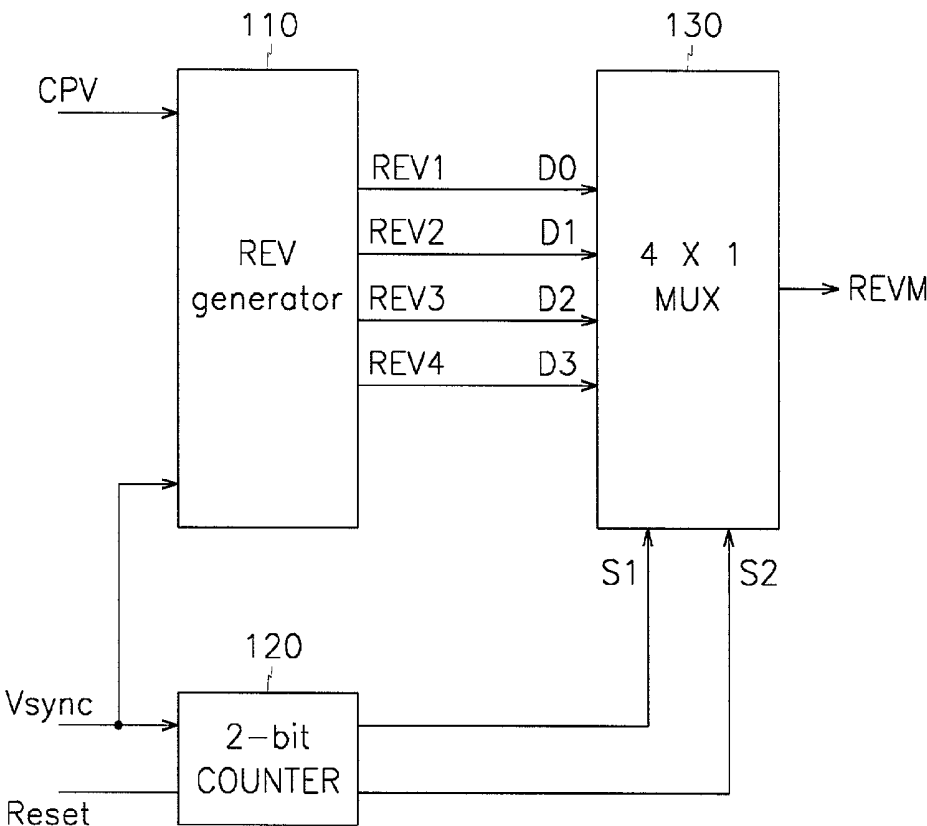 110
130
CPV
REV1 D0
REV2 D1
REV3 D2
REV4 D3
REV
generator
4 X 1
MUX
REVM
S1
S2
120
Vsync
2-bit
COUNTER
Reset